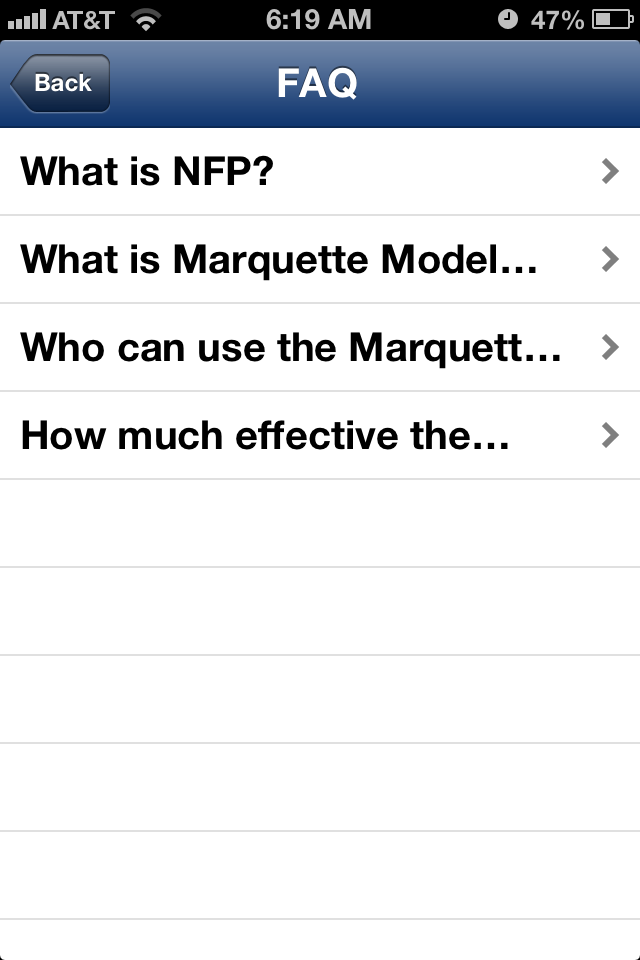 AT&T 6:19 AM 47%
Back FAQ
What is NFP?
What is Marquette Model...
Who can use the Marquett...
How much effective the...